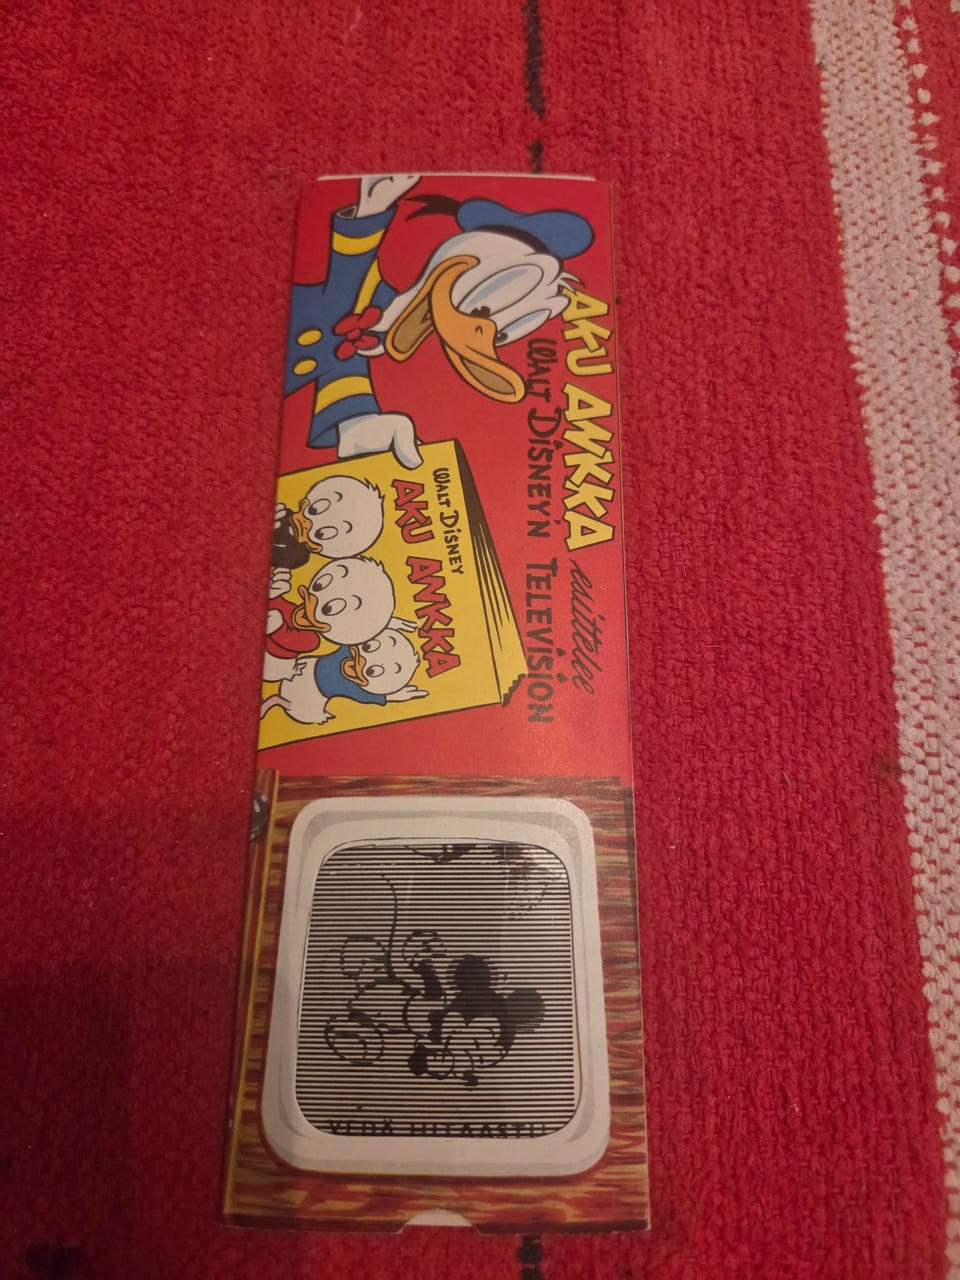 AKU ANKKA esittelee
WALT DISNEY'N TELEVISION
WALT DISNEY
AKU ANKKA
VEDÄ HITAASTI